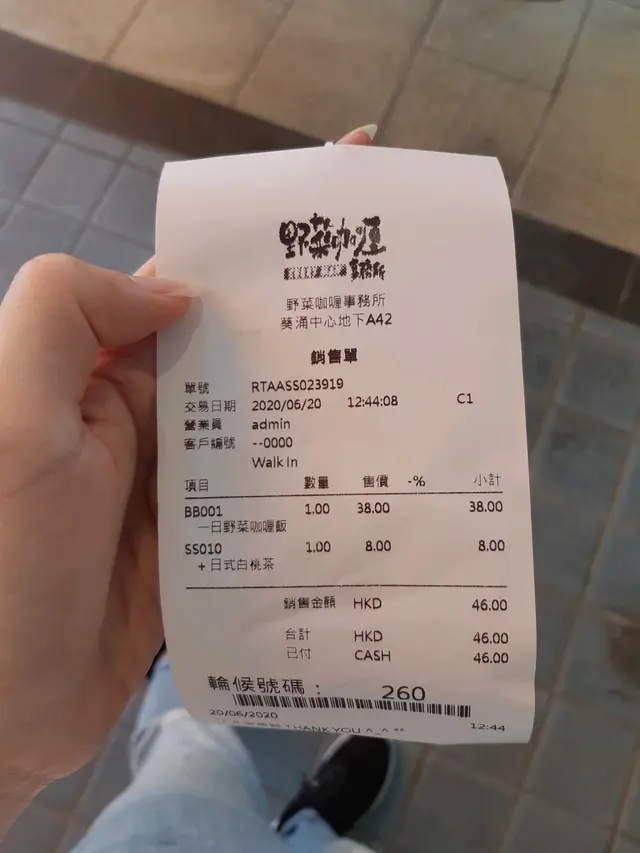 野菜咖喱
事務所
野菜咖喱事務所
葵涌中心地下A42
銷售單
單號 RTAASS023919
交易日期 2020/06/20 12:44:08 C1
營業員 admin
客戶編號 --0000
Walk In
項目 數量 售價 -% 小計
BB001 1.00 38.00 38.00
一日野菜咖喱飯
SS010 1.00 8.00 8.00
+日式白桃茶
銷售金額 HKD 46.00
合計 HKD 46.00
已付 CASH 46.00
輪候號碼： 260
20/06/2020 12:44
THANK YOU ^_^ **